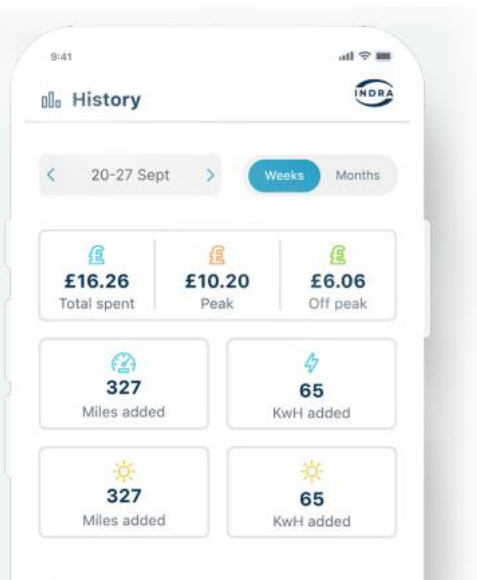 9:41
History
INDRA
20-27 Sept
Weeks Months
£16.26 £10.20 £6.06
Total spent Peak Off peak
327 65
Miles added KwH added
327 65
Miles added KwH added